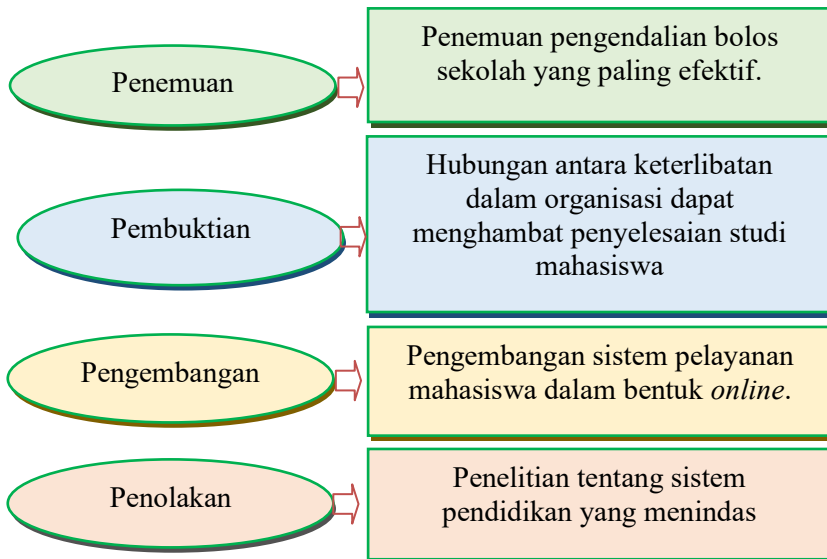 Penemuan
Penemuan pengendalian bolos
sekolah yang paling efektif.
Pembuktian
Hubungan antara keterlibatan
dalam organisasi dapat
menghambat penyelesaian studi
mahasiswa
Pengembangan
Pengembangan sistem pelayanan
mahasiswa dalam bentuk online.
Penolakan
Penelitian tentang sistem
pendidikan yang menindas